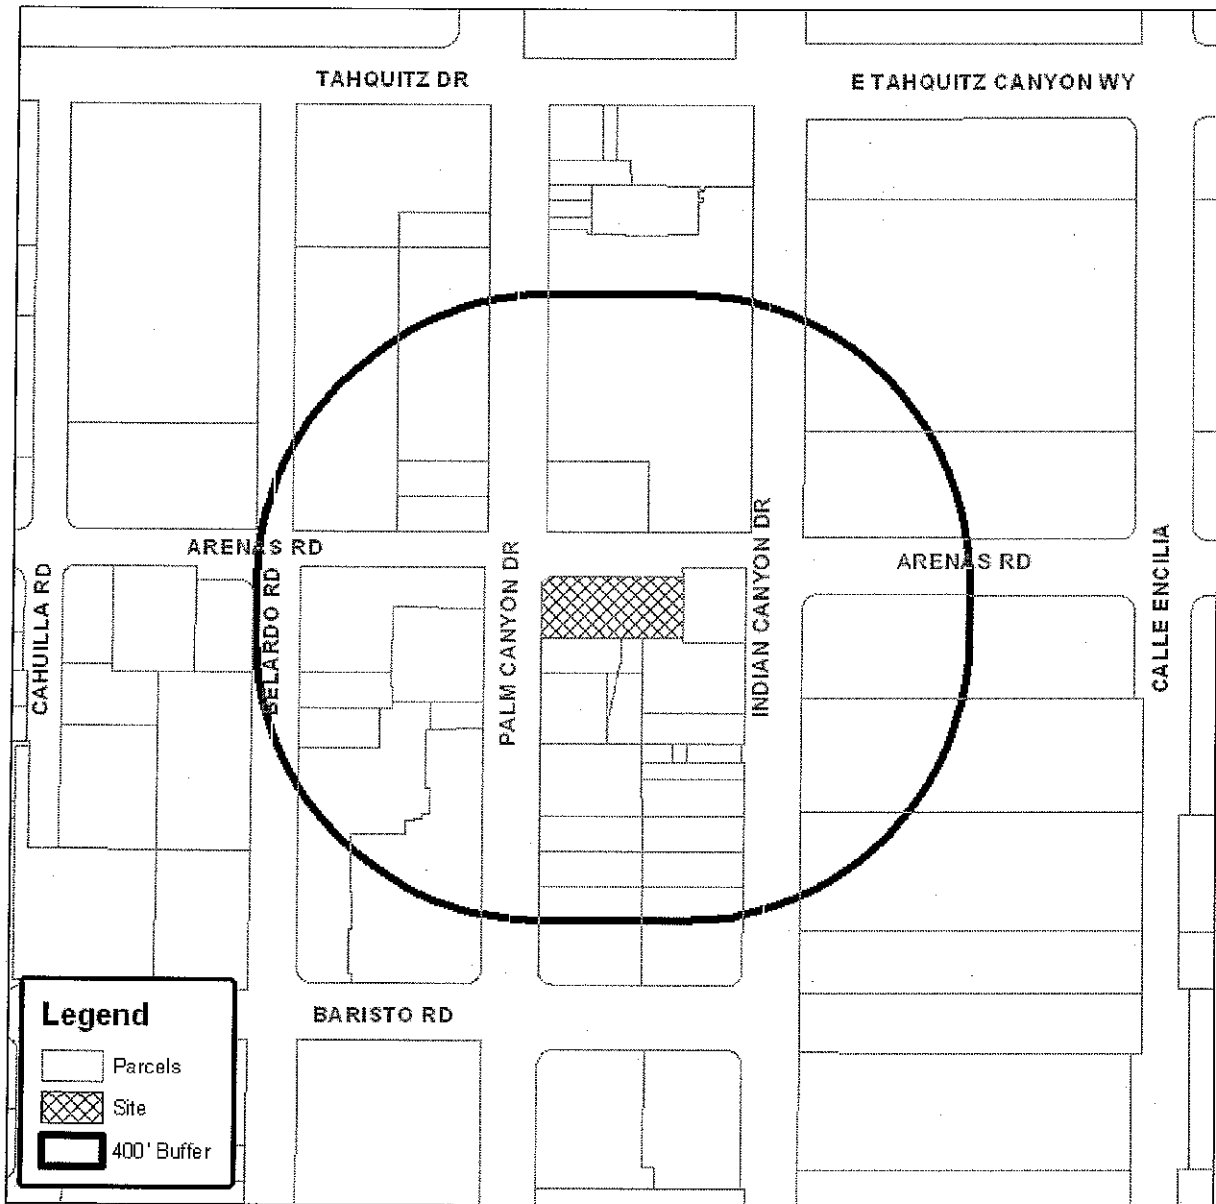 TAHQUITZ DR
E TAHQUITZ CANYON WY
ARENAS RD
ARENAS RD
CAHUILLA RD
BELARDO RD
PALM CANYON DR
INDIAN CANYON DR
CALLE ENCILIA
BARISTO RD
Legend
Parcels
Site
400' Buffer